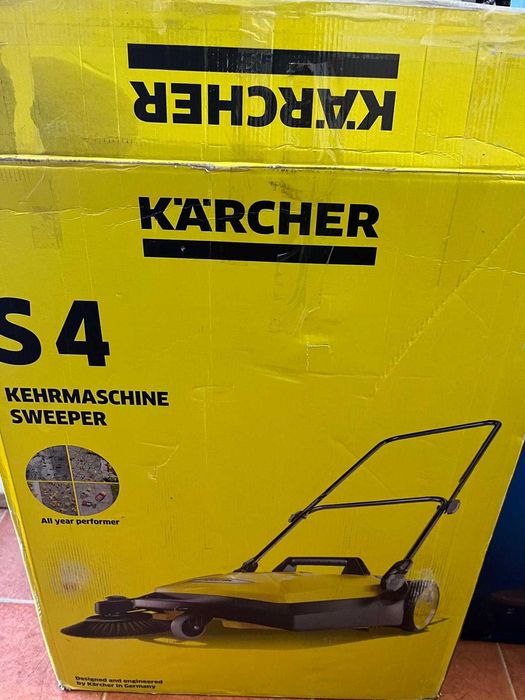 KÄRCHER
KÄRCHER
S 4
KEHRMASCHINE
SWEEPER
All year performer
Designed and engineered
by Kärcher in Germany